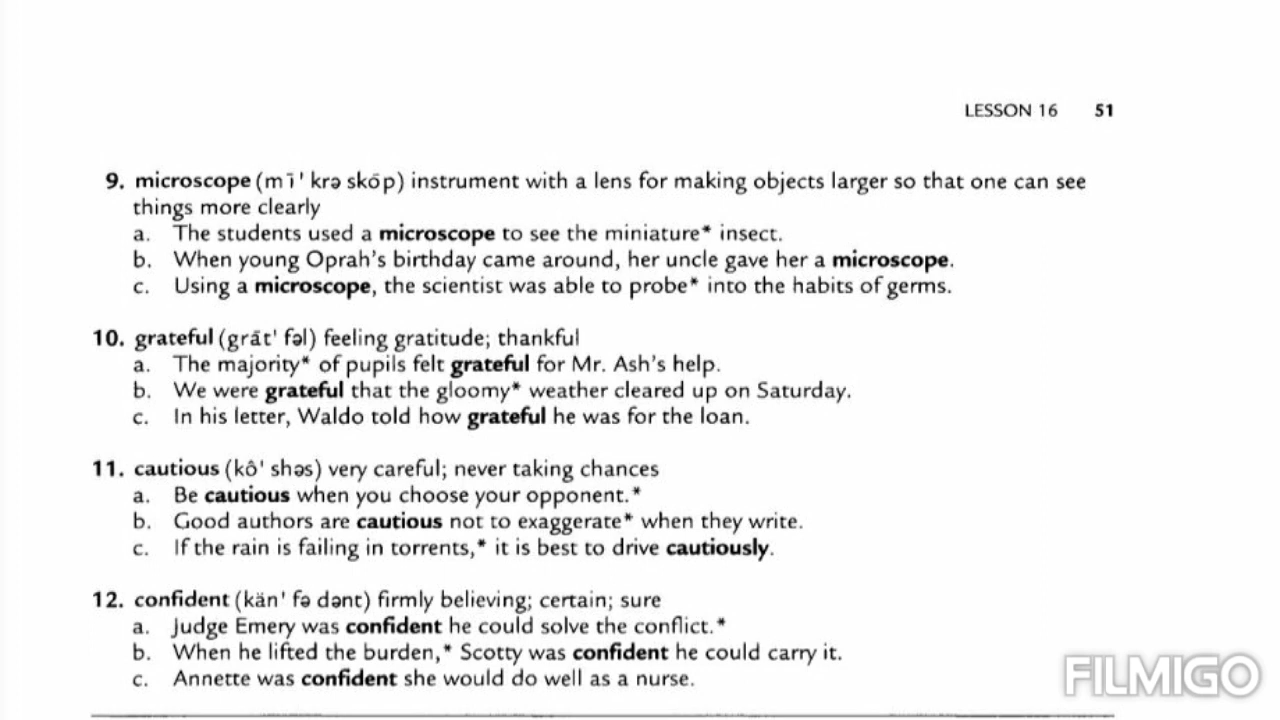 LESSON 16 51
9. microscope (mī' krə skōp) instrument with a lens for making objects larger so that one can see
things more clearly
a. The students used a microscope to see the miniature* insect.
b. When young Oprah's birthday came around, her uncle gave her a microscope.
c. Using a microscope, the scientist was able to probe* into the habits of germs.
10. grateful (grāt' fəl) feeling gratitude; thankful
a. The majority* of pupils felt grateful for Mr. Ash's help.
b. We were grateful that the gloomy* weather cleared up on Saturday.
c. In his letter, Waldo told how grateful he was for the loan.
11. cautious (kô' shəs) very careful; never taking chances
a. Be cautious when you choose your opponent.*
b. Good authors are cautious not to exaggerate* when they write.
c. If the rain is failing in torrents,* it is best to drive cautiously.
12. confident (kän' fə dənt) firmly believing; certain; sure
a. Judge Emery was confident he could solve the conflict.*
b. When he lifted the burden,* Scotty was confident he could carry it.
c. Annette was confident she would do well as a nurse.
FILMIGO